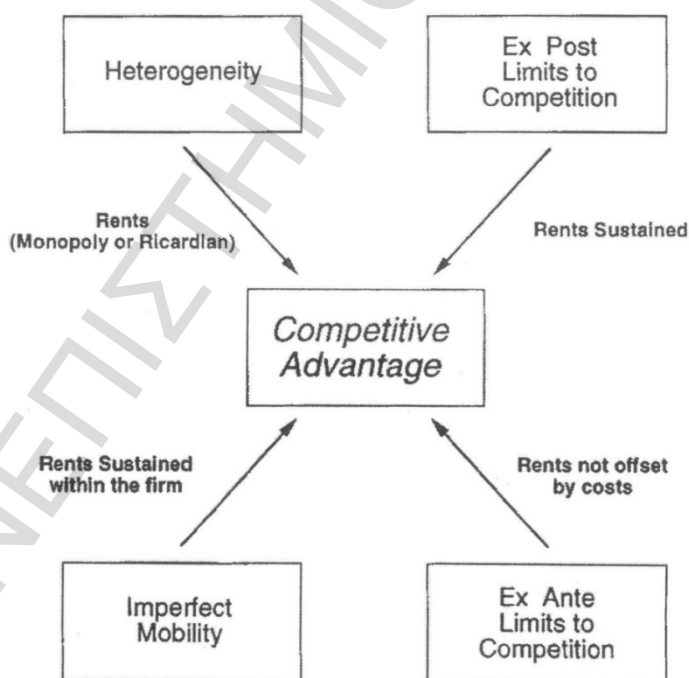 Heterogeneity
Ex Post
Limits to
Competition
Rents
(Monopoly or Ricardian)
Rents Sustained
Competitive
Advantage
Rents Sustained
within the firm
Rents not offset
by costs
Imperfect
Mobility
Ex Ante
Limits to
Competition